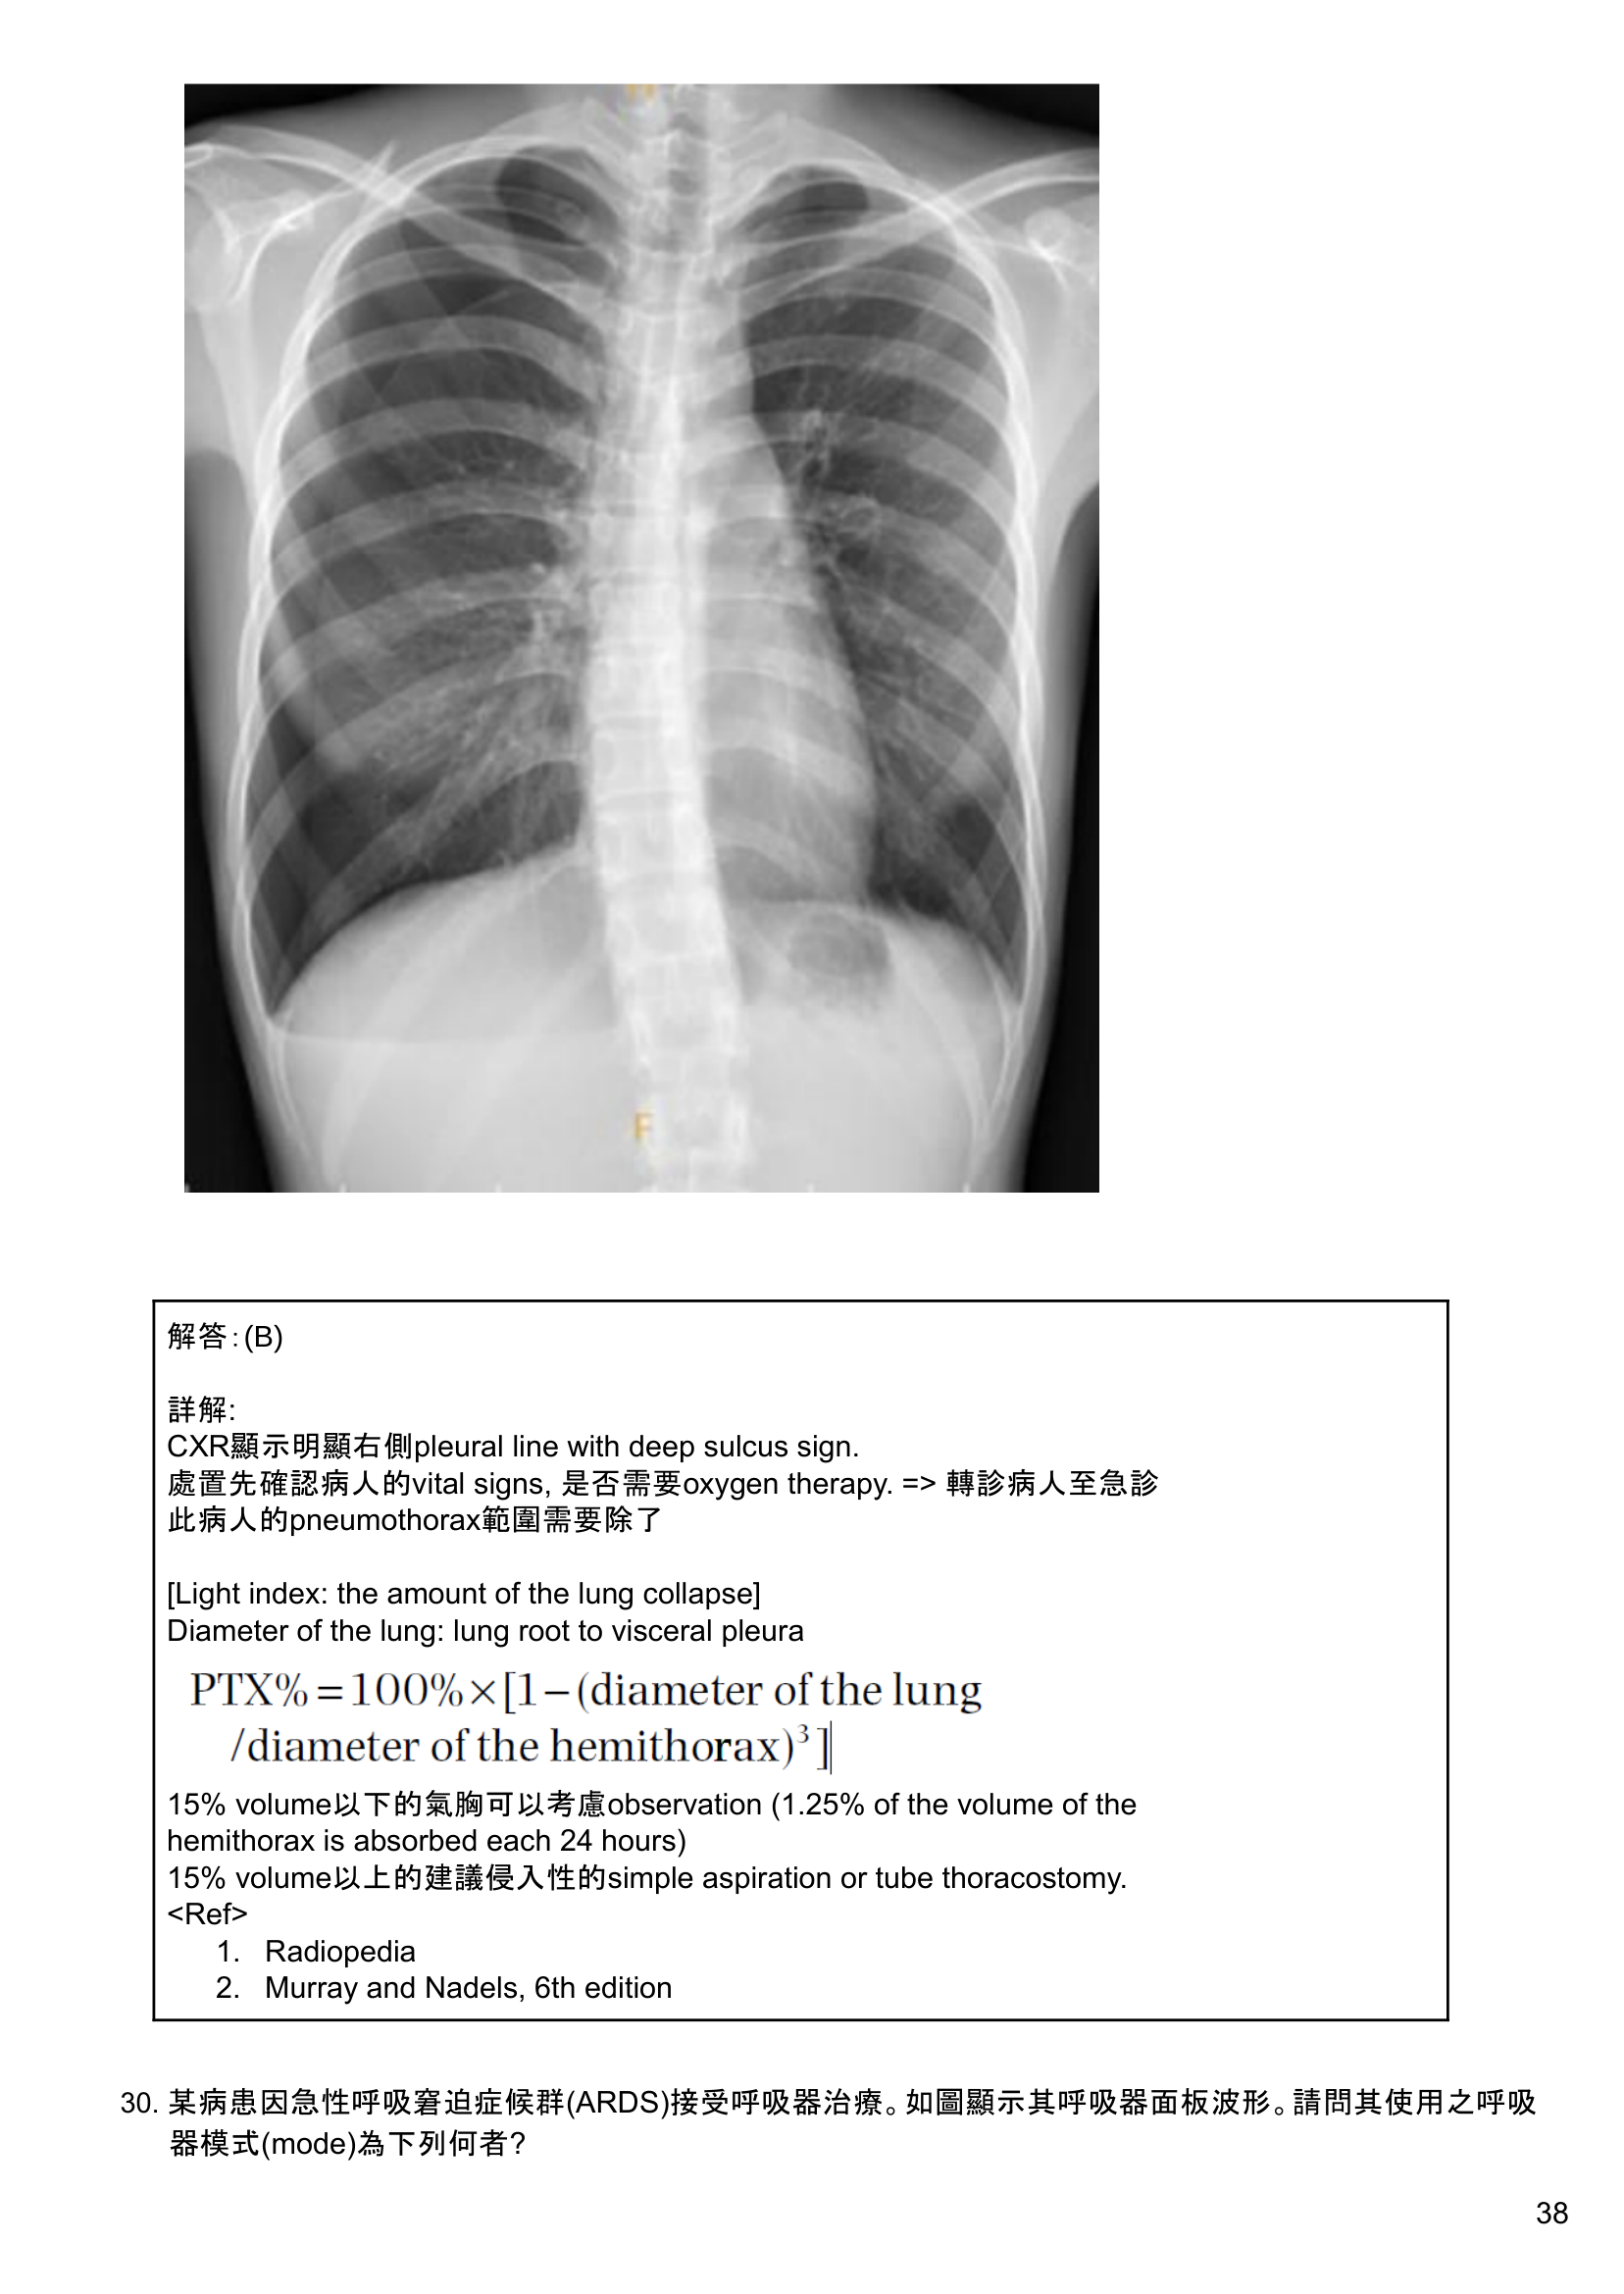 F
解答：(B)
詳解:
CXR顯示明顯右側pleural line with deep sulcus sign.
處置先確認病人的vital signs, 是否需要oxygen therapy. => 轉診病人至急診
此病人的pneumothorax範圍需要除了
[Light index: the amount of the lung collapse]
Diameter of the lung: lung root to visceral pleura
PTX%=100%×[1−(diameter of the lung
/diameter of the hemithorax)³]
15% volume以下的氣胸可以考慮observation (1.25% of the volume of the
hemithorax is absorbed each 24 hours)
15% volume以上的建議侵入性的simple aspiration or tube thoracostomy.
<Ref>
1. Radiopedia
2. Murray and Nadels, 6th edition
30. 某病患因急性呼吸窘迫症候群(ARDS)接受呼吸器治療。如圖顯示其呼吸器面板波形。請問其使用之呼吸
器模式(mode)為下列何者?
38